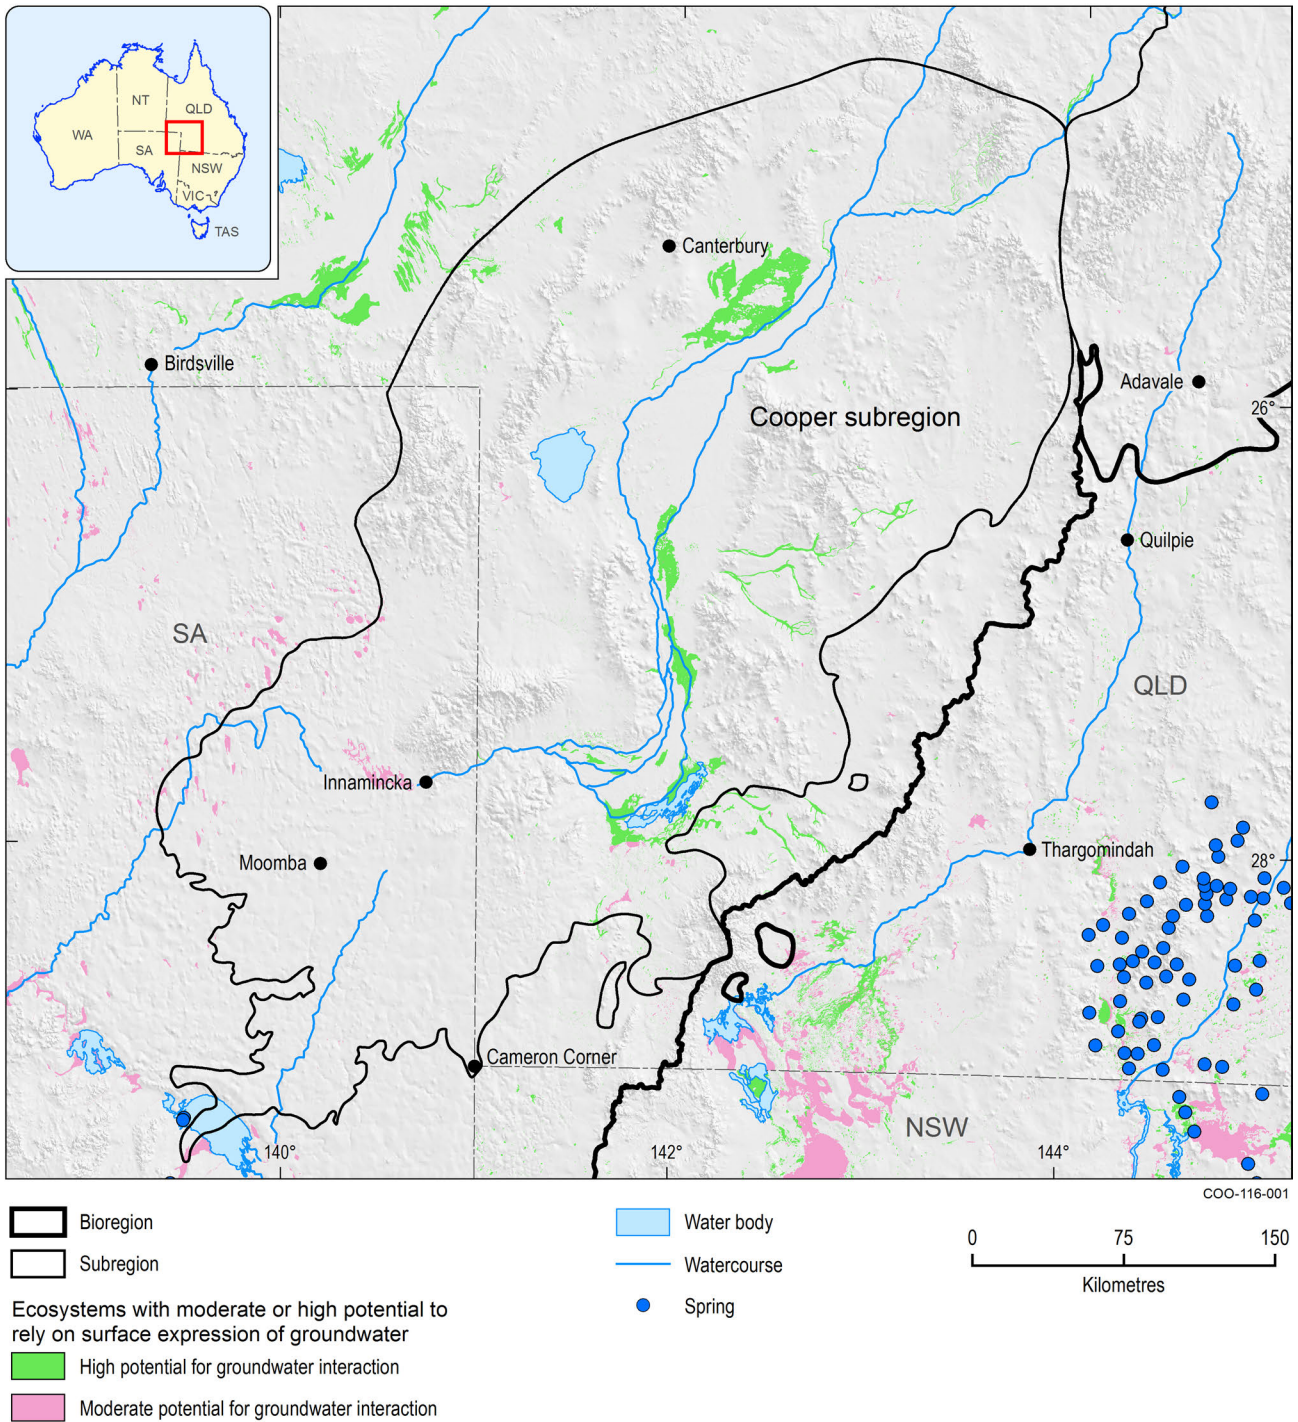 NT
QLD
WA
SA
NSW
VIC
TAS
Canterbury
Birdsville
Adavale
26°
Cooper subregion
Quilpie
SA
QLD
Innamincka
Moomba
Thargomindah
28°
Cameron Corner
NSW
140°
142°
144°
COO-116-001
Bioregion
Subregion
Ecosystems with moderate or high potential to
rely on surface expression of groundwater
High potential for groundwater interaction
Moderate potential for groundwater interaction
Water body
Watercourse
Spring
0 75 150
Kilometres